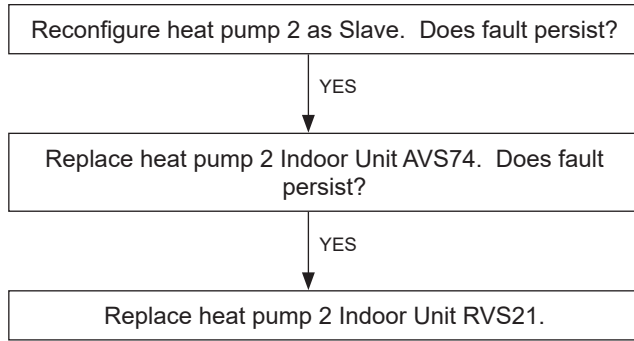 Reconfigure heat pump 2 as Slave.  Does fault persist?
YES
Replace heat pump 2 Indoor Unit AVS74.  Does fault
persist?
YES
Replace heat pump 2 Indoor Unit RVS21.